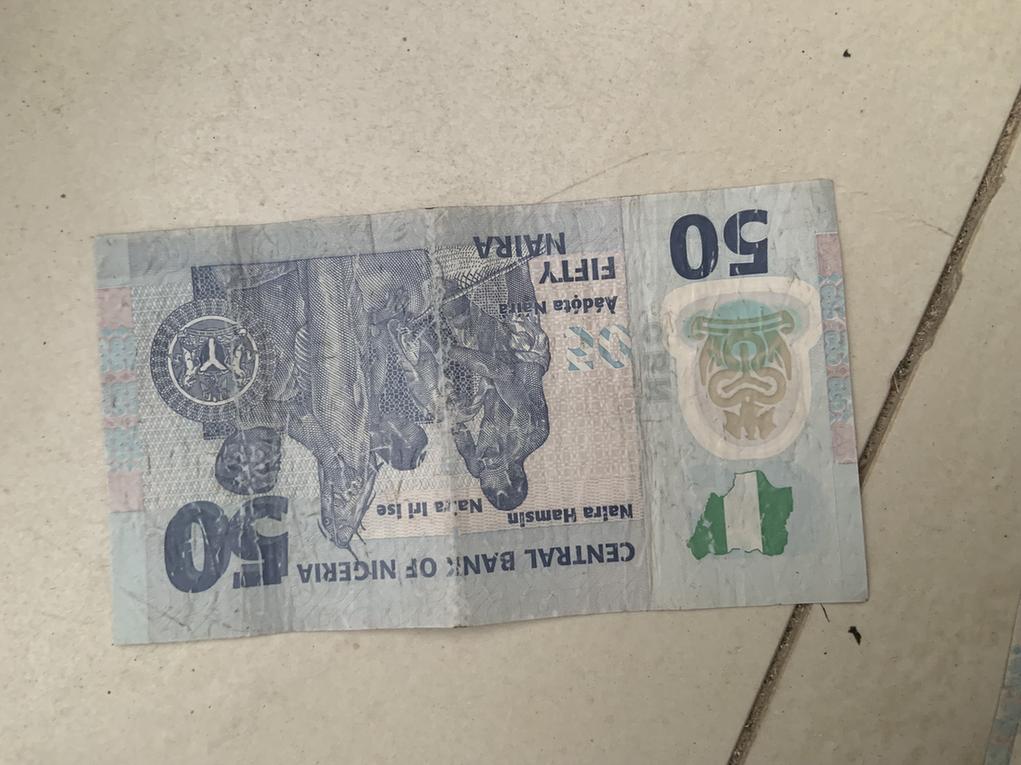 CENTRAL BANK OF NIGERIA
50
Naira Hamsin
Naira Iri Ise
Àádọ́ta Náírà
FIFTY
NAIRA
50